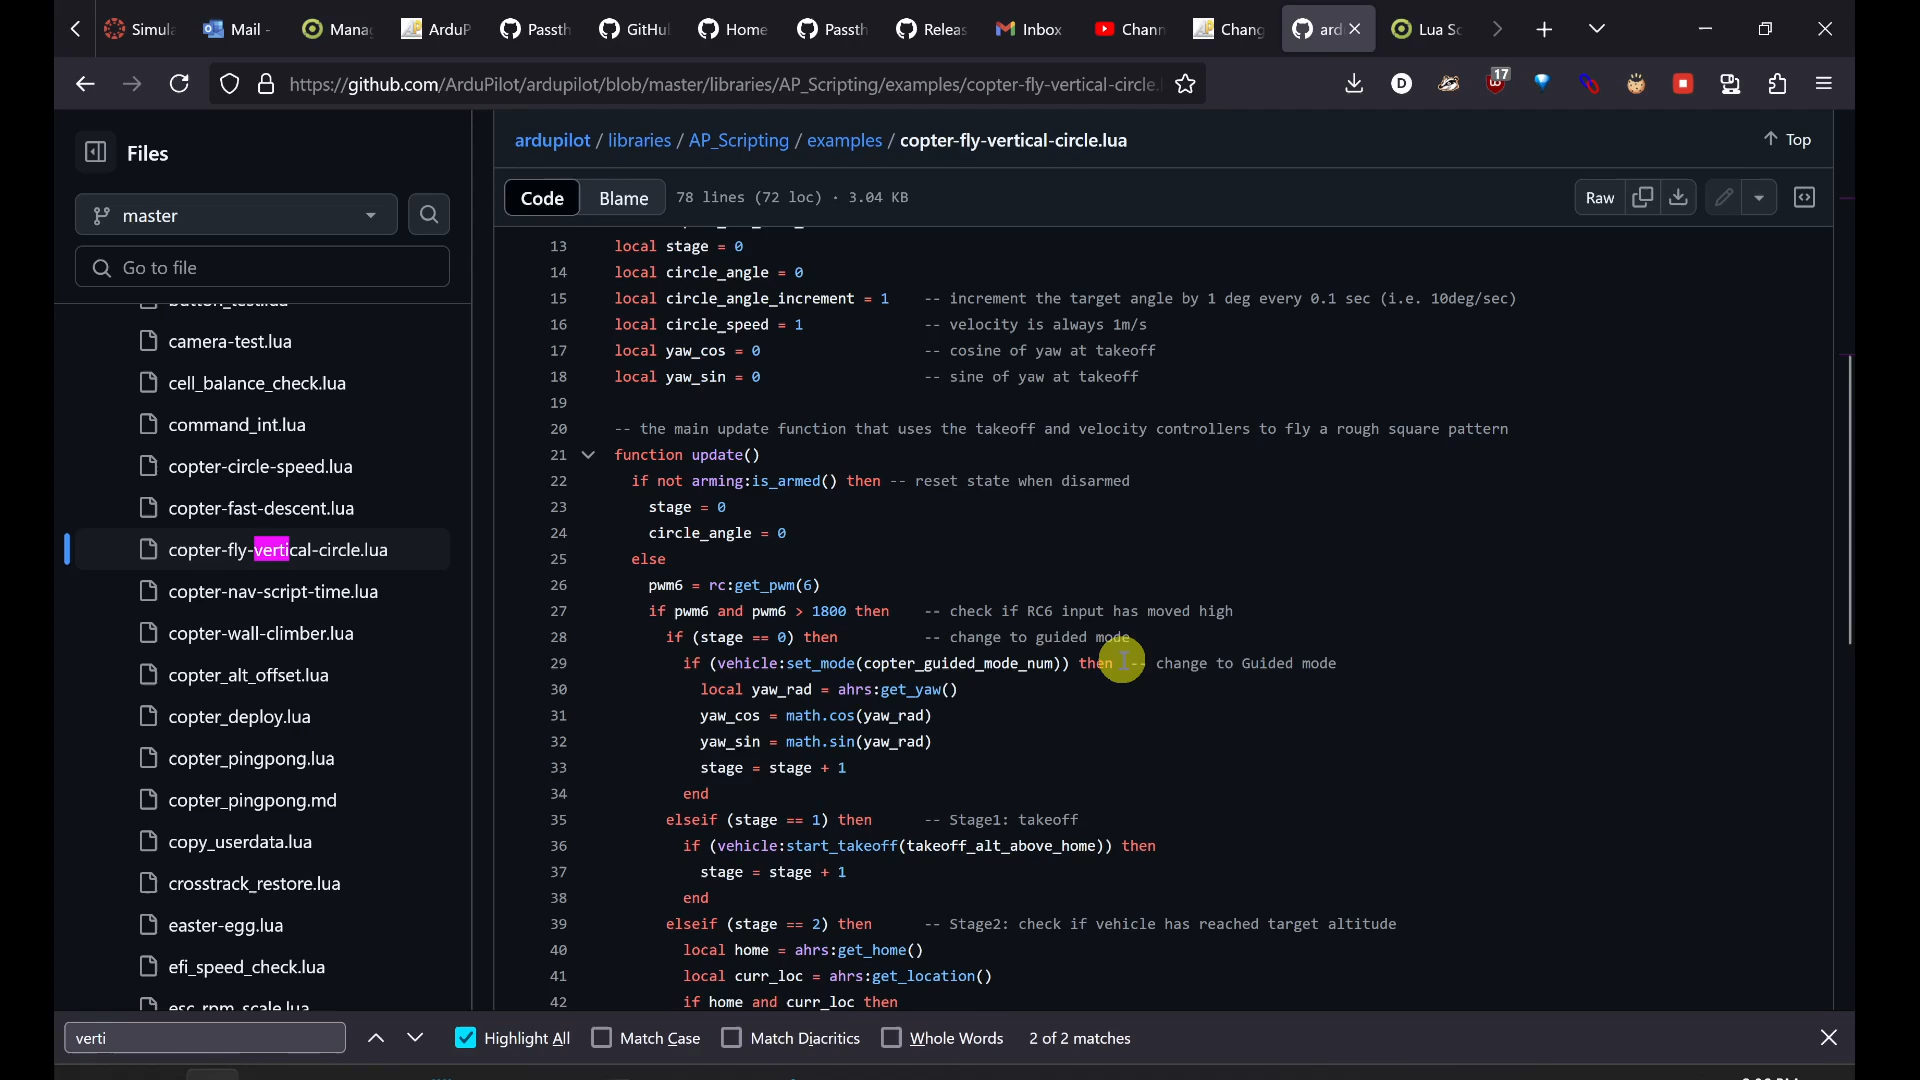 Simula
Mail -
Manag
ArduP
Passth
GitHu
Home
Passth
Releas
Inbox
Chann
Chang
ard
Lua Sc
https://github.com/ArduPilot/ardupilot/blob/master/libraries/AP_Scripting/examples/copter-fly-vertical-circle.
17
D
Files
master
Go to file
camera-test.lua
cell_balance_check.lua
command_int.lua
copter-circle-speed.lua
copter-fast-descent.lua
copter-fly-vertical-circle.lua
copter-nav-script-time.lua
copter-wall-climber.lua
copter_alt_offset.lua
copter_deploy.lua
copter_pingpong.lua
copter_pingpong.md
copy_userdata.lua
crosstrack_restore.lua
easter-egg.lua
efi_speed_check.lua
esc_rpm_scale.lua
ardupilot / libraries / AP_Scripting / examples / copter-fly-vertical-circle.lua
Top
Code Blame 78 lines (72 loc) · 3.04 KB
Raw
13 local stage = 0
14 local circle_angle = 0
15 local circle_angle_increment = 1 -- increment the target angle by 1 deg every 0.1 sec (i.e. 10deg/sec)
16 local circle_speed = 1 -- velocity is always 1m/s
17 local yaw_cos = 0 -- cosine of yaw at takeoff
18 local yaw_sin = 0 -- sine of yaw at takeoff
19
20 -- the main update function that uses the takeoff and velocity controllers to fly a rough square pattern
21 function update()
22 if not arming:is_armed() then -- reset state when disarmed
23 stage = 0
24 circle_angle = 0
25 else
26 pwm6 = rc:get_pwm(6)
27 if pwm6 and pwm6 > 1800 then -- check if RC6 input has moved high
28 if (stage == 0) then -- change to guided mode
29 if (vehicle:set_mode(copter_guided_mode_num)) then -- change to Guided mode
30 local yaw_rad = ahrs:get_yaw()
31 yaw_cos = math.cos(yaw_rad)
32 yaw_sin = math.sin(yaw_rad)
33 stage = stage + 1
34 end
35 elseif (stage == 1) then -- Stage1: takeoff
36 if (vehicle:start_takeoff(takeoff_alt_above_home)) then
37 stage = stage + 1
38 end
39 elseif (stage == 2) then -- Stage2: check if vehicle has reached target altitude
40 local home = ahrs:get_home()
41 local curr_loc = ahrs:get_location()
42 if home and curr_loc then
verti
Highlight All
Match Case
Match Diacritics
Whole Words
2 of 2 matches